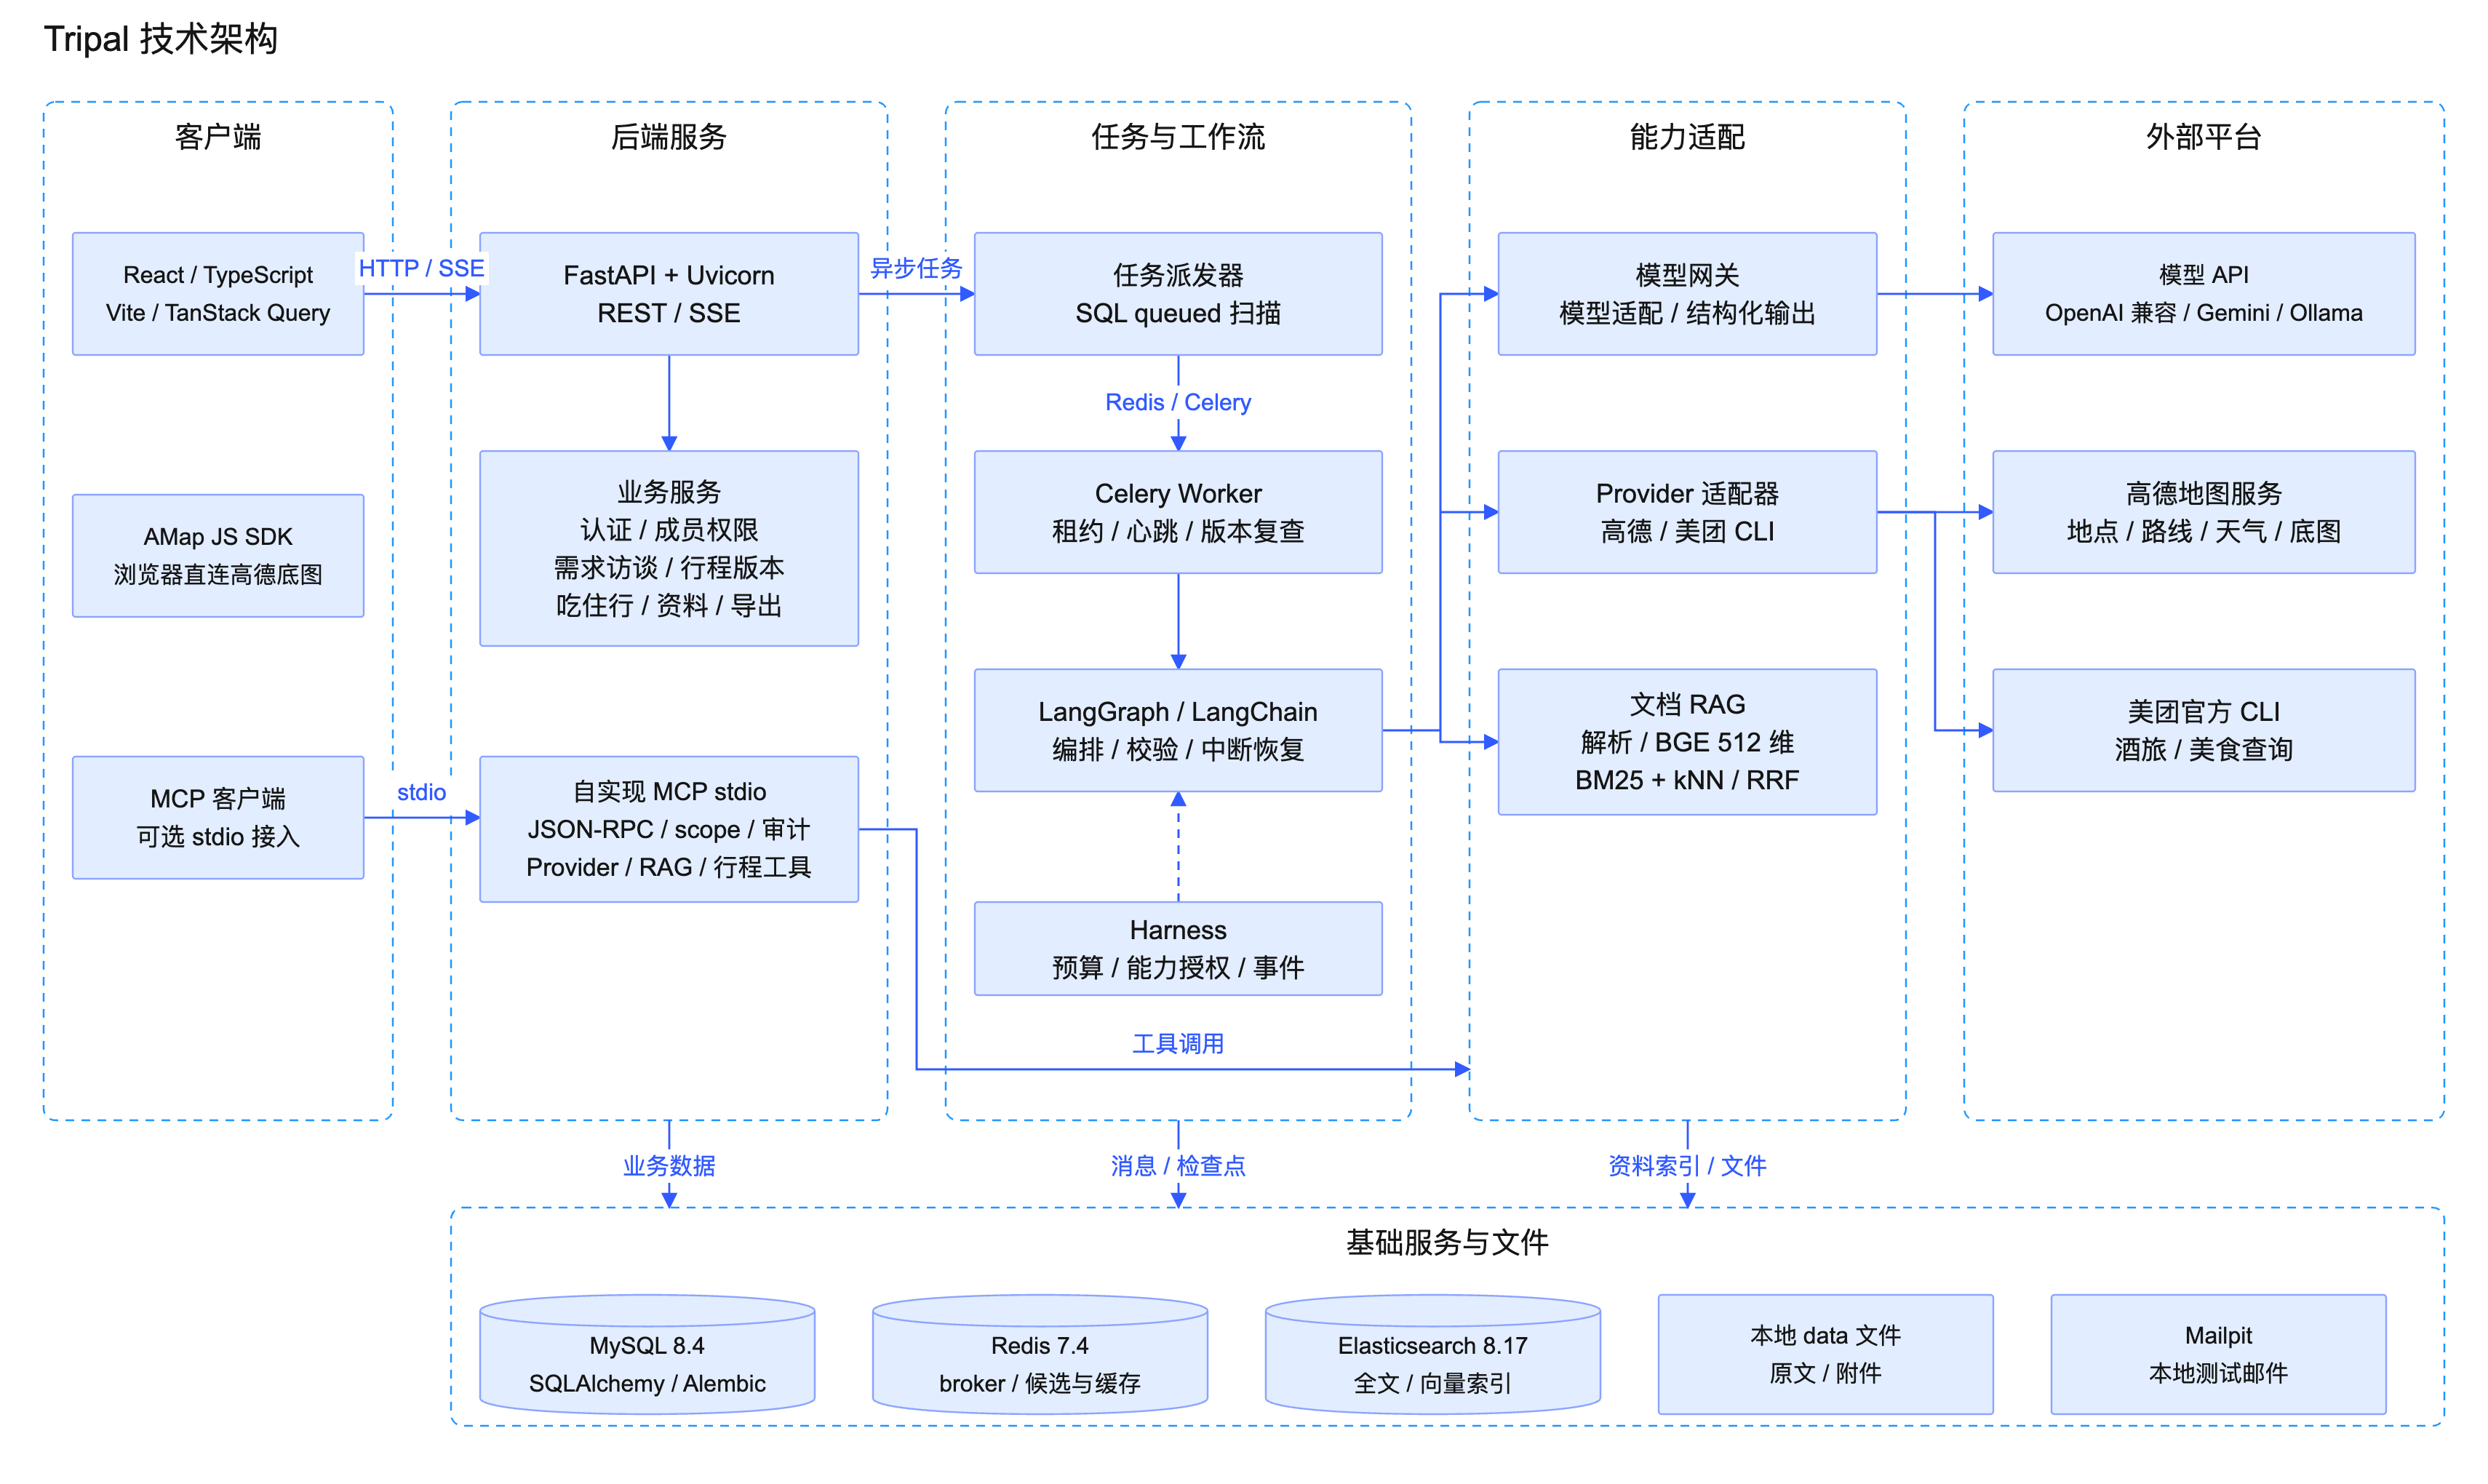 Tripal 技术架构
客户端
React / TypeScript
Vite / TanStack Query
AMap JS SDK
浏览器直连高德底图
MCP 客户端
可选 stdio 接入
HTTP / SSE
stdio
后端服务
FastAPI + Uvicorn
REST / SSE
业务服务
认证 / 成员权限
需求访谈 / 行程版本
吃住行 / 资料 / 导出
自实现 MCP stdio
JSON-RPC / scope / 审计
Provider / RAG / 行程工具
异步任务
任务与工作流
任务派发器
SQL queued 扫描
Redis / Celery
Celery Worker
租约 / 心跳 / 版本复查
LangGraph / LangChain
编排 / 校验 / 中断恢复
Harness
预算 / 能力授权 / 事件
工具调用
能力适配
模型网关
模型适配 / 结构化输出
Provider 适配器
高德 / 美团 CLI
文档 RAG
解析 / BGE 512 维
BM25 + kNN / RRF
外部平台
模型 API
OpenAI 兼容 / Gemini / Ollama
高德地图服务
地点 / 路线 / 天气 / 底图
美团官方 CLI
酒旅 / 美食查询
业务数据
消息 / 检查点
资料索引 / 文件
基础服务与文件
MySQL 8.4
SQLAlchemy / Alembic
Redis 7.4
broker / 候选与缓存
Elasticsearch 8.17
全文 / 向量索引
本地 data 文件
原文 / 附件
Mailpit
本地测试邮件